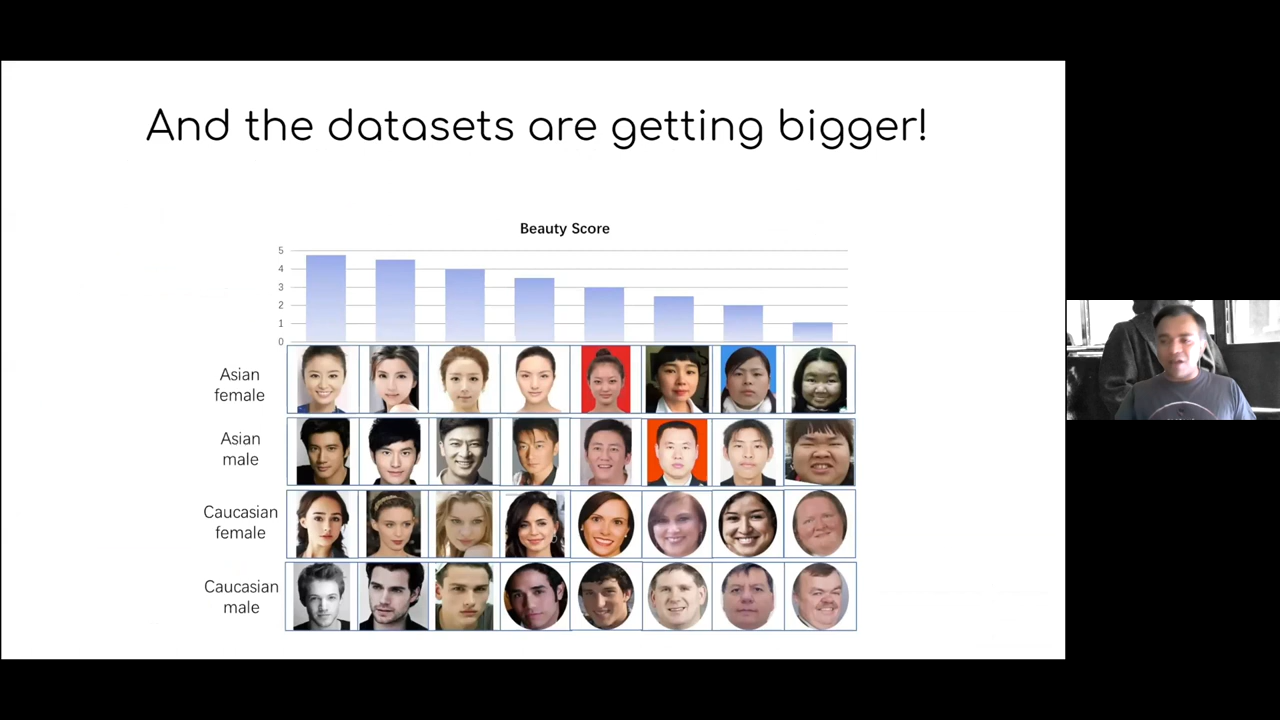 And the datasets are getting bigger!
Beauty Score
5
4
3
2
1
0
Asian
female
Asian
male
Caucasian
female
Caucasian
male